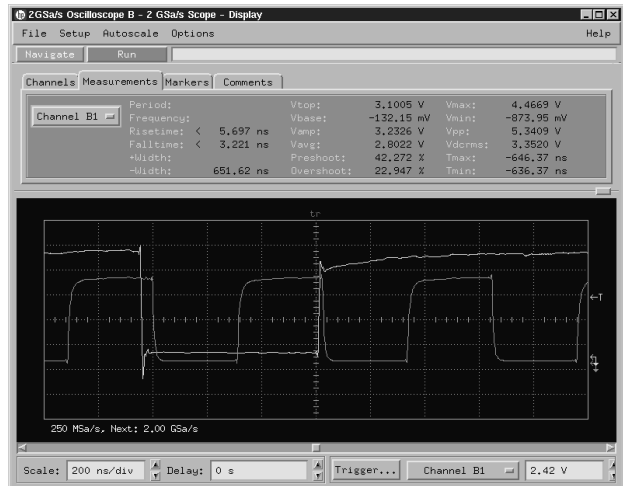 2GSa/s Oscilloscope B - 2 GSa/s Scope - Display
File Setup Autoscale Options Help
Navigate Run
Channels Measurements Markers Comments
Channel B1
Period: Vtop: 3.1005 V Vmax: 4.4669 V
Frequency: Vbase: -132.15 mV Vmin: -873.95 mV
Risetime: < 5.697 ns Vamp: 3.2326 V Vpp: 5.3409 V
Falltime: < 3.221 ns Vavg: 2.8022 V Vdcrms: 3.3520 V
+Width: Preshoot: 42.272 % Tmax: -646.37 ns
-Width: 651.62 ns Overshoot: 22.947 % Tmin: -636.37 ns
tr
←T
250 MSa/s, Next: 2.00 GSa/s
Scale: 200 ns/div Delay: 0 s Trigger... Channel B1 2.42 V